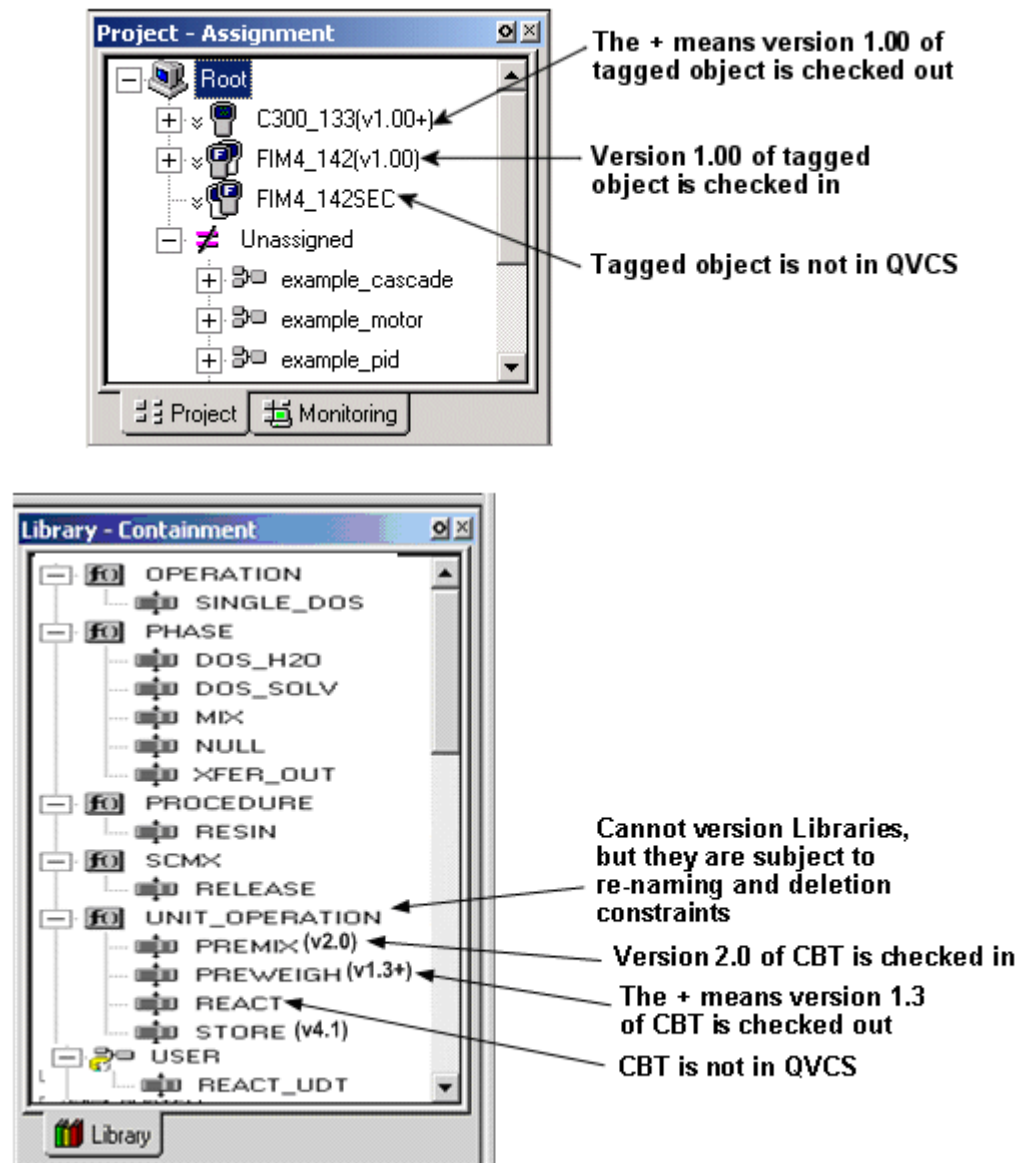 Project - Assignment
Root
C300_133(v1.00+)
FIM4_142(v1.00)
FIM4_142SEC
Unassigned
example_cascade
example_motor
example_pid
Project
Monitoring
The + means version 1.00 of
tagged object is checked out
Version 1.00 of tagged
object is checked in
Tagged object is not in QVCS
Library - Containment
f()
OPERATION
SINGLE_DOS
f()
PHASE
DOS_H2O
DOS_SOLV
MIX
NULL
XFER_OUT
f()
PROCEDURE
RESIN
f()
SCMX
RELEASE
f()
UNIT_OPERATION
PREMIX (v2.0)
PREWEIGH (v1.3+)
REACT
STORE (v4.1)
USER
REACT_UDT
Library
Cannot version Libraries,
but they are subject to
re-naming and deletion
constraints
Version 2.0 of CBT is checked in
The + means version 1.3
of CBT is checked out
CBT is not in QVCS